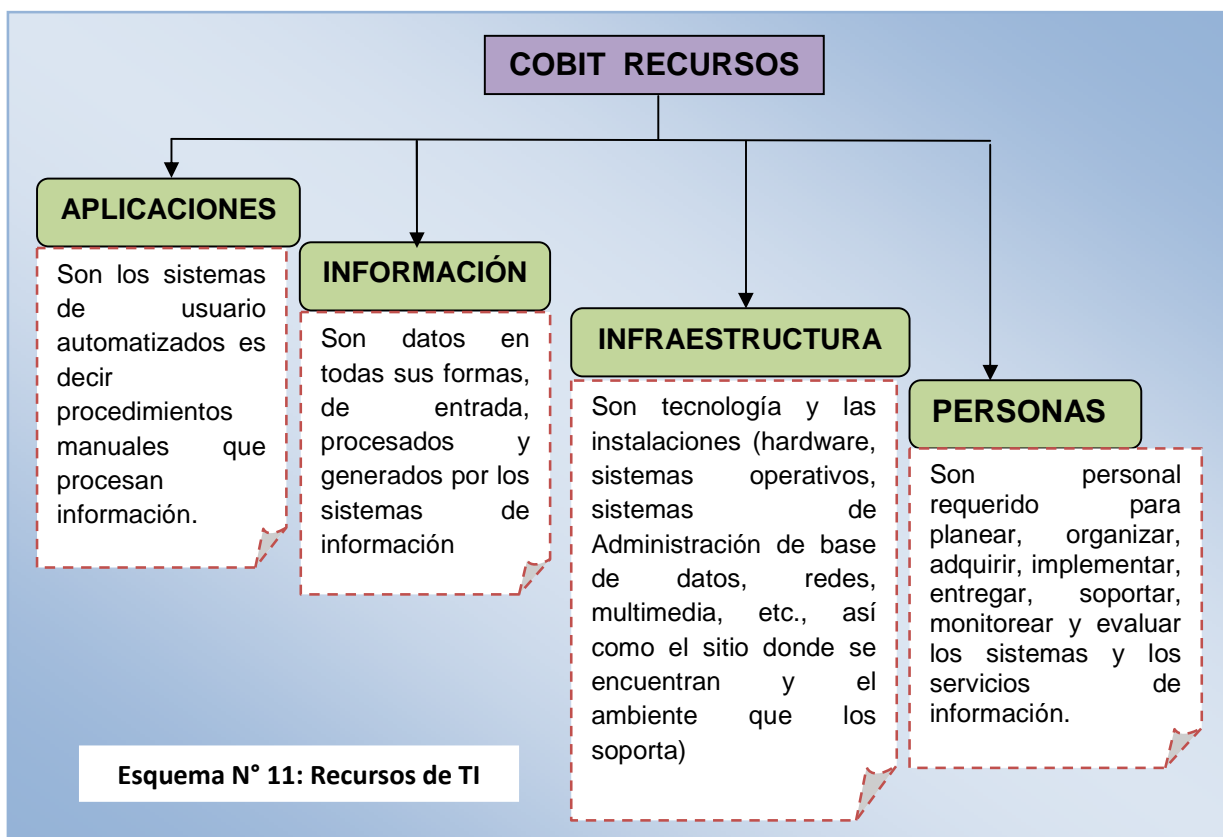 COBIT RECURSOS
APLICACIONES
Son los sistemas
de usuario
automatizados es
decir
procedimientos
manuales que
procesan
información.
INFORMACIÓN
Son datos en
todas sus formas,
de entrada,
procesados y
generados por los
sistemas de
información
INFRAESTRUCTURA
Son tecnología y las
instalaciones (hardware,
sistemas operativos,
sistemas de
Administración de base
de datos, redes,
multimedia, etc., así
como el sitio donde se
encuentran y el
ambiente que los
soporta)
PERSONAS
Son personal
requerido para
planear, organizar,
adquirir, implementar,
entregar, soportar,
monitorear y evaluar
los sistemas y los
servicios de
información.
Esquema N° 11: Recursos de TI